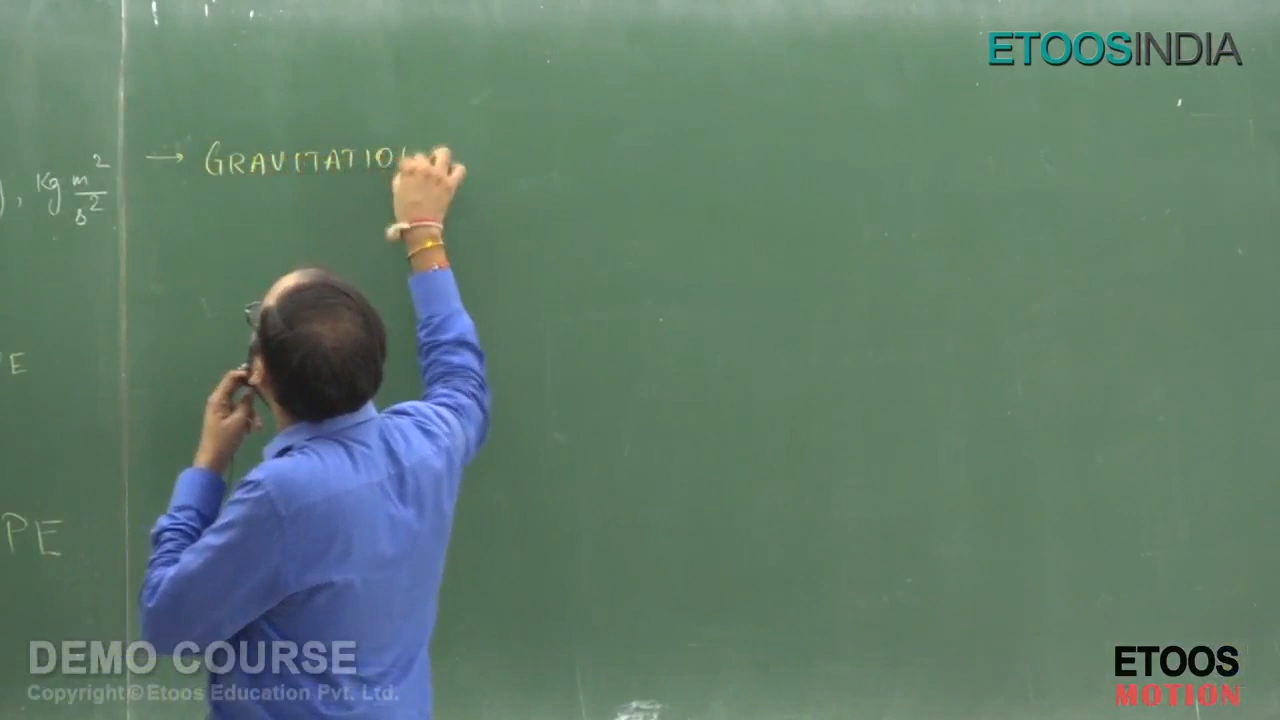 ETOOSINDIA
→ GRAVITATIO
, Kg m²/s²
E
PE
DEMO COURSE
Copyright©Etoos Education Pvt. Ltd.
ETOOS
MOTION